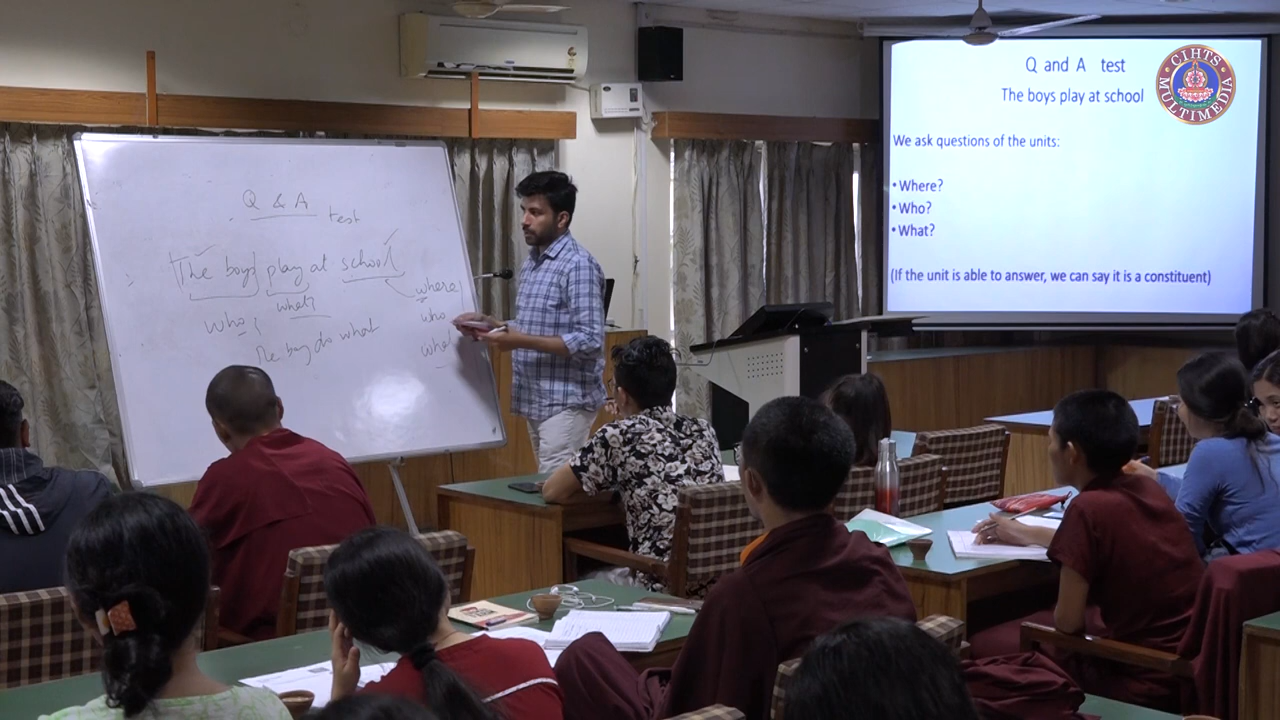 Q & A
test
The boys play at school
where
what?
who
who?
The boy do what
Q and A test
The boys play at school
We ask questions of the units:
• Where?
• Who?
• What?
(If the unit is able to answer, we can say it is a constituent)
CIHTS
MULTIMEDIA